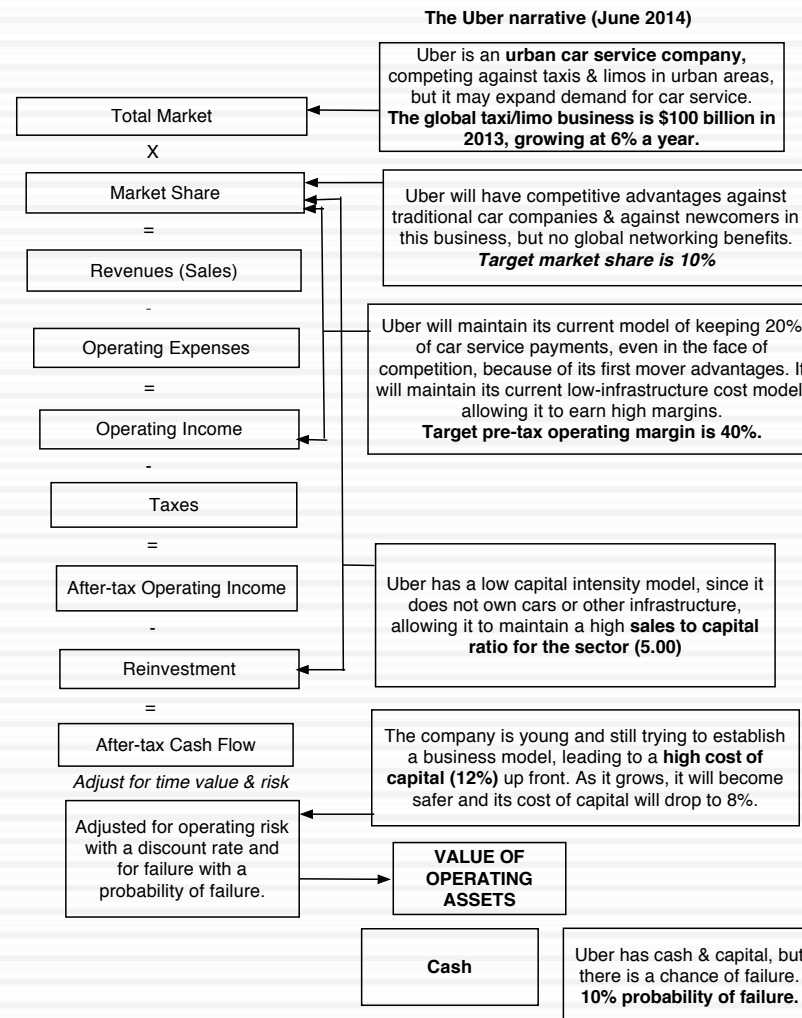 The Uber narrative (June 2014)
Uber is an urban car service company,
competing against taxis & limos in urban areas,
but it may expand demand for car service.
The global taxi/limo business is $100 billion in
2013, growing at 6% a year.
Total Market
X
Market Share
Uber will have competitive advantages against
traditional car companies & against newcomers in
this business, but no global networking benefits.
Target market share is 10%
=
Revenues (Sales)
-
Operating Expenses
Uber will maintain its current model of keeping 20%
of car service payments, even in the face of
competition, because of its first mover advantages. It
will maintain its current low-infrastructure cost model,
allowing it to earn high margins.
Target pre-tax operating margin is 40%.
=
Operating Income
-
Taxes
=
After-tax Operating Income
Uber has a low capital intensity model, since it
does not own cars or other infrastructure,
allowing it to maintain a high sales to capital
ratio for the sector (5.00)
-
Reinvestment
=
After-tax Cash Flow
The company is young and still trying to establish
a business model, leading to a high cost of
capital (12%) up front. As it grows, it will become
safer and its cost of capital will drop to 8%.
Adjust for time value & risk
Adjusted for operating risk
with a discount rate and
for failure with a
probability of failure.
VALUE OF
OPERATING
ASSETS
Cash
Uber has cash & capital, but
there is a chance of failure.
10% probability of failure.